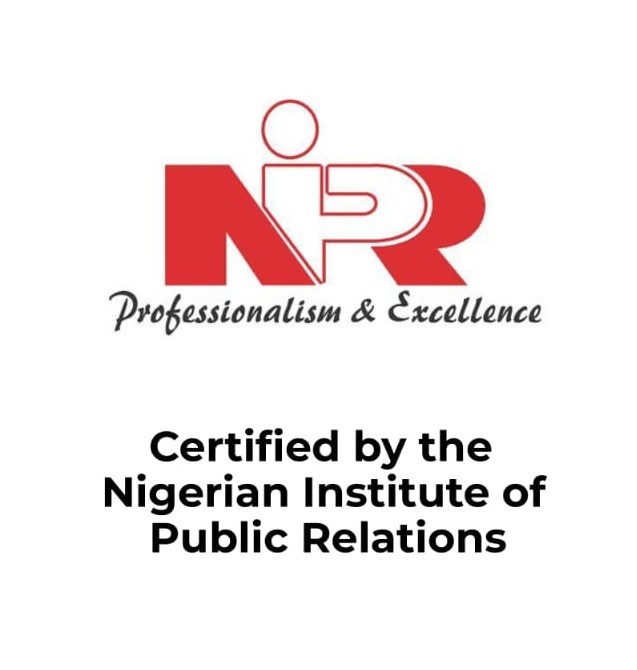 NIPR
Professionalism & Excellence
Certified by the
Nigerian Institute of
Public Relations